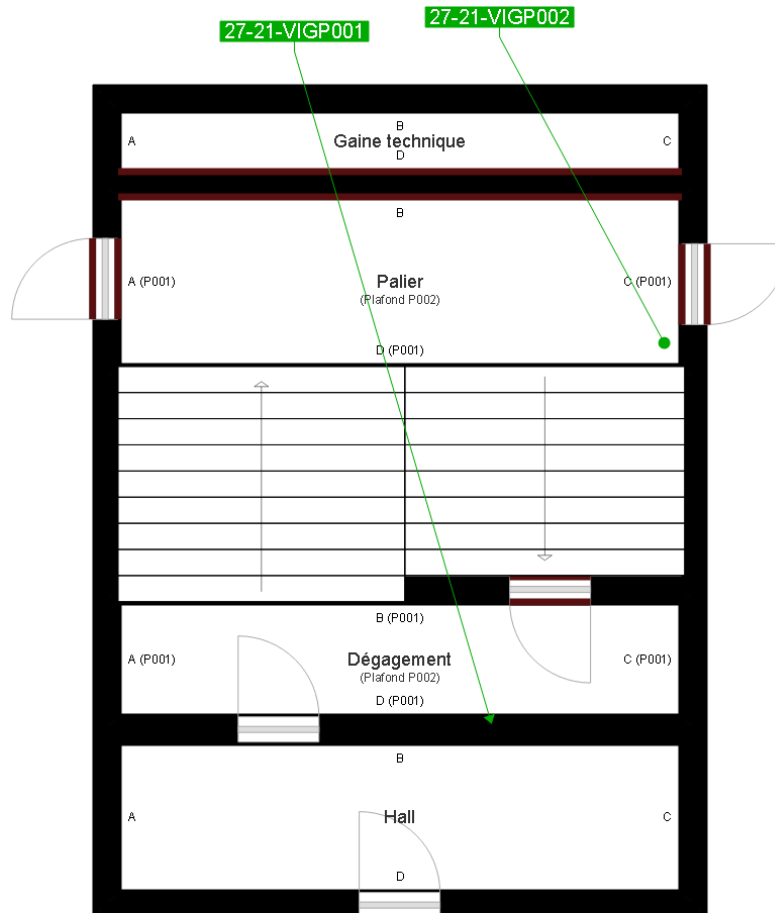 27-21-VIGP001
27-21-VIGP002
B
A
Gaine technique
C
D
B
A (P001)
Palier
C (P001)
(Plafond P002)
D (P001)
B (P001)
A (P001)
Dégagement
C (P001)
(Plafond P002)
D (P001)
B
A
Hall
C
D